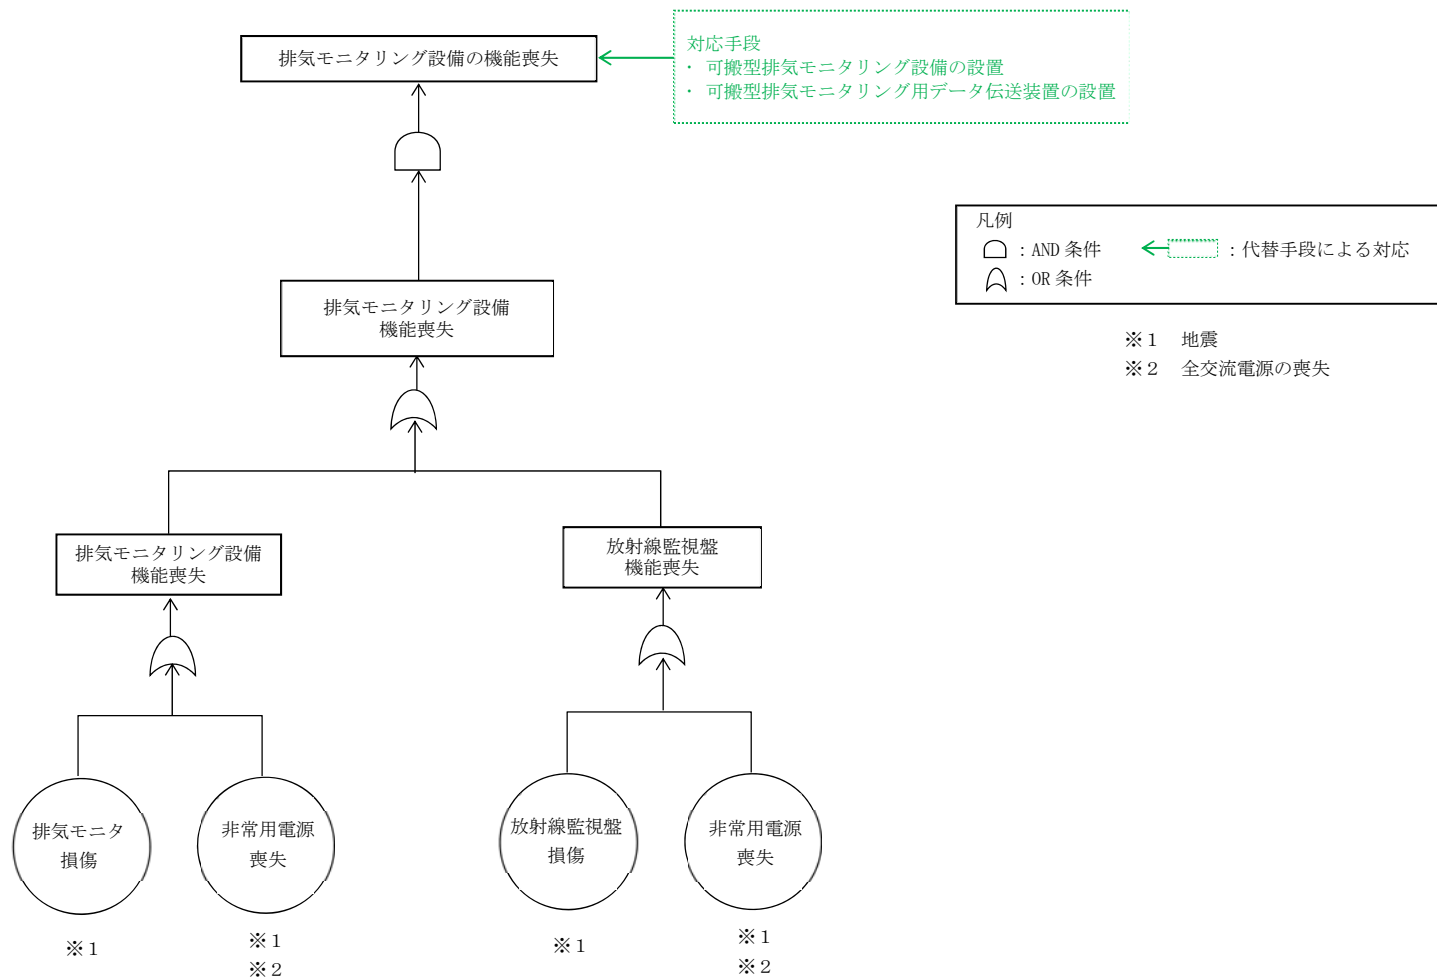 排気モニタリング設備の機能喪失
対応手段
・ 可搬型排気モニタリング設備の設置
・ 可搬型排気モニタリング用データ伝送装置の設置
凡例
：AND 条件
：代替手段による対応
：OR 条件
※１ 地震
※２ 全交流電源の喪失
排気モニタリング設備
機能喪失
排気モニタリング設備
機能喪失
放射線監視盤
機能喪失
排気モニタ
損傷
非常用電源
喪失
放射線監視盤
損傷
非常用電源
喪失
※１
※１
※２
※１
※１
※２